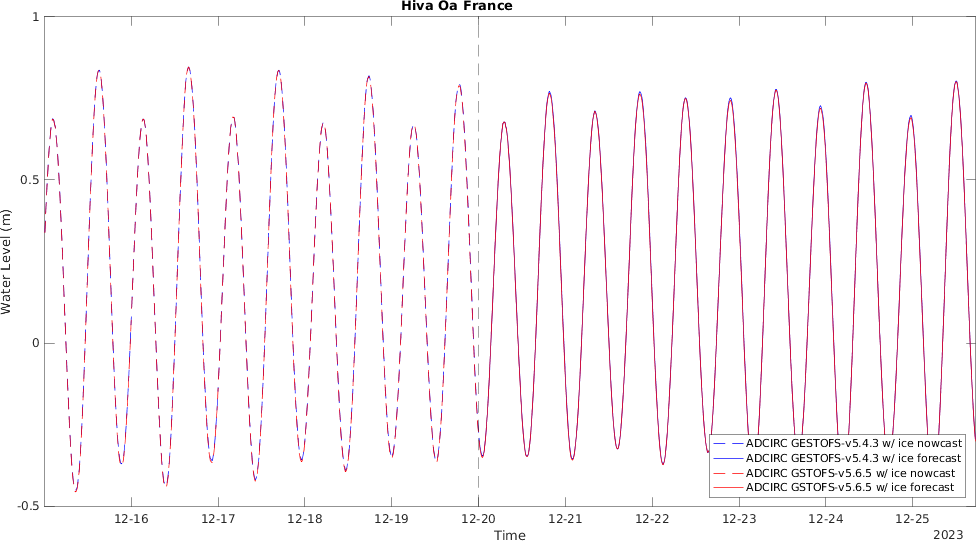 Hiva Oa France
1
0.5
0
-0.5
Water Level (m)
12-16 12-17 12-18 12-19 12-20 12-21 12-22 12-23 12-24 12-25
Time
2023
ADCIRC GESTOFS-v5.4.3 w/ ice nowcast
ADCIRC GESTOFS-v5.4.3 w/ ice forecast
ADCIRC GSTOFS-v5.6.5 w/ ice nowcast
ADCIRC GSTOFS-v5.6.5 w/ ice forecast